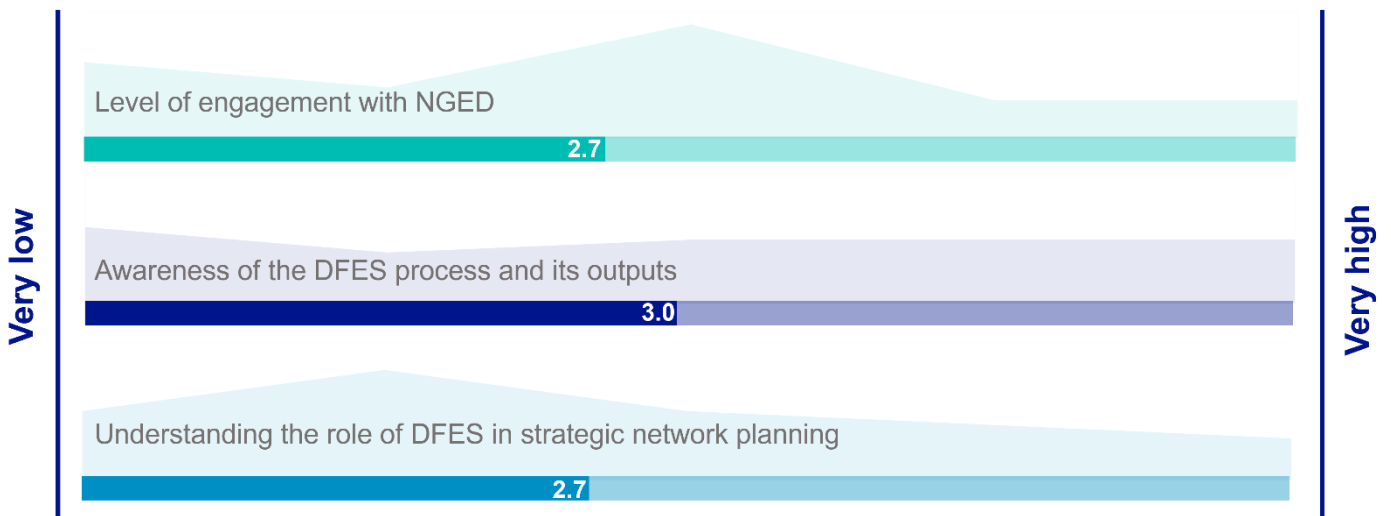 Very low
Level of engagement with NGED
2.7
Awareness of the DFES process and its outputs
3.0
Understanding the role of DFES in strategic network planning
2.7
Very high